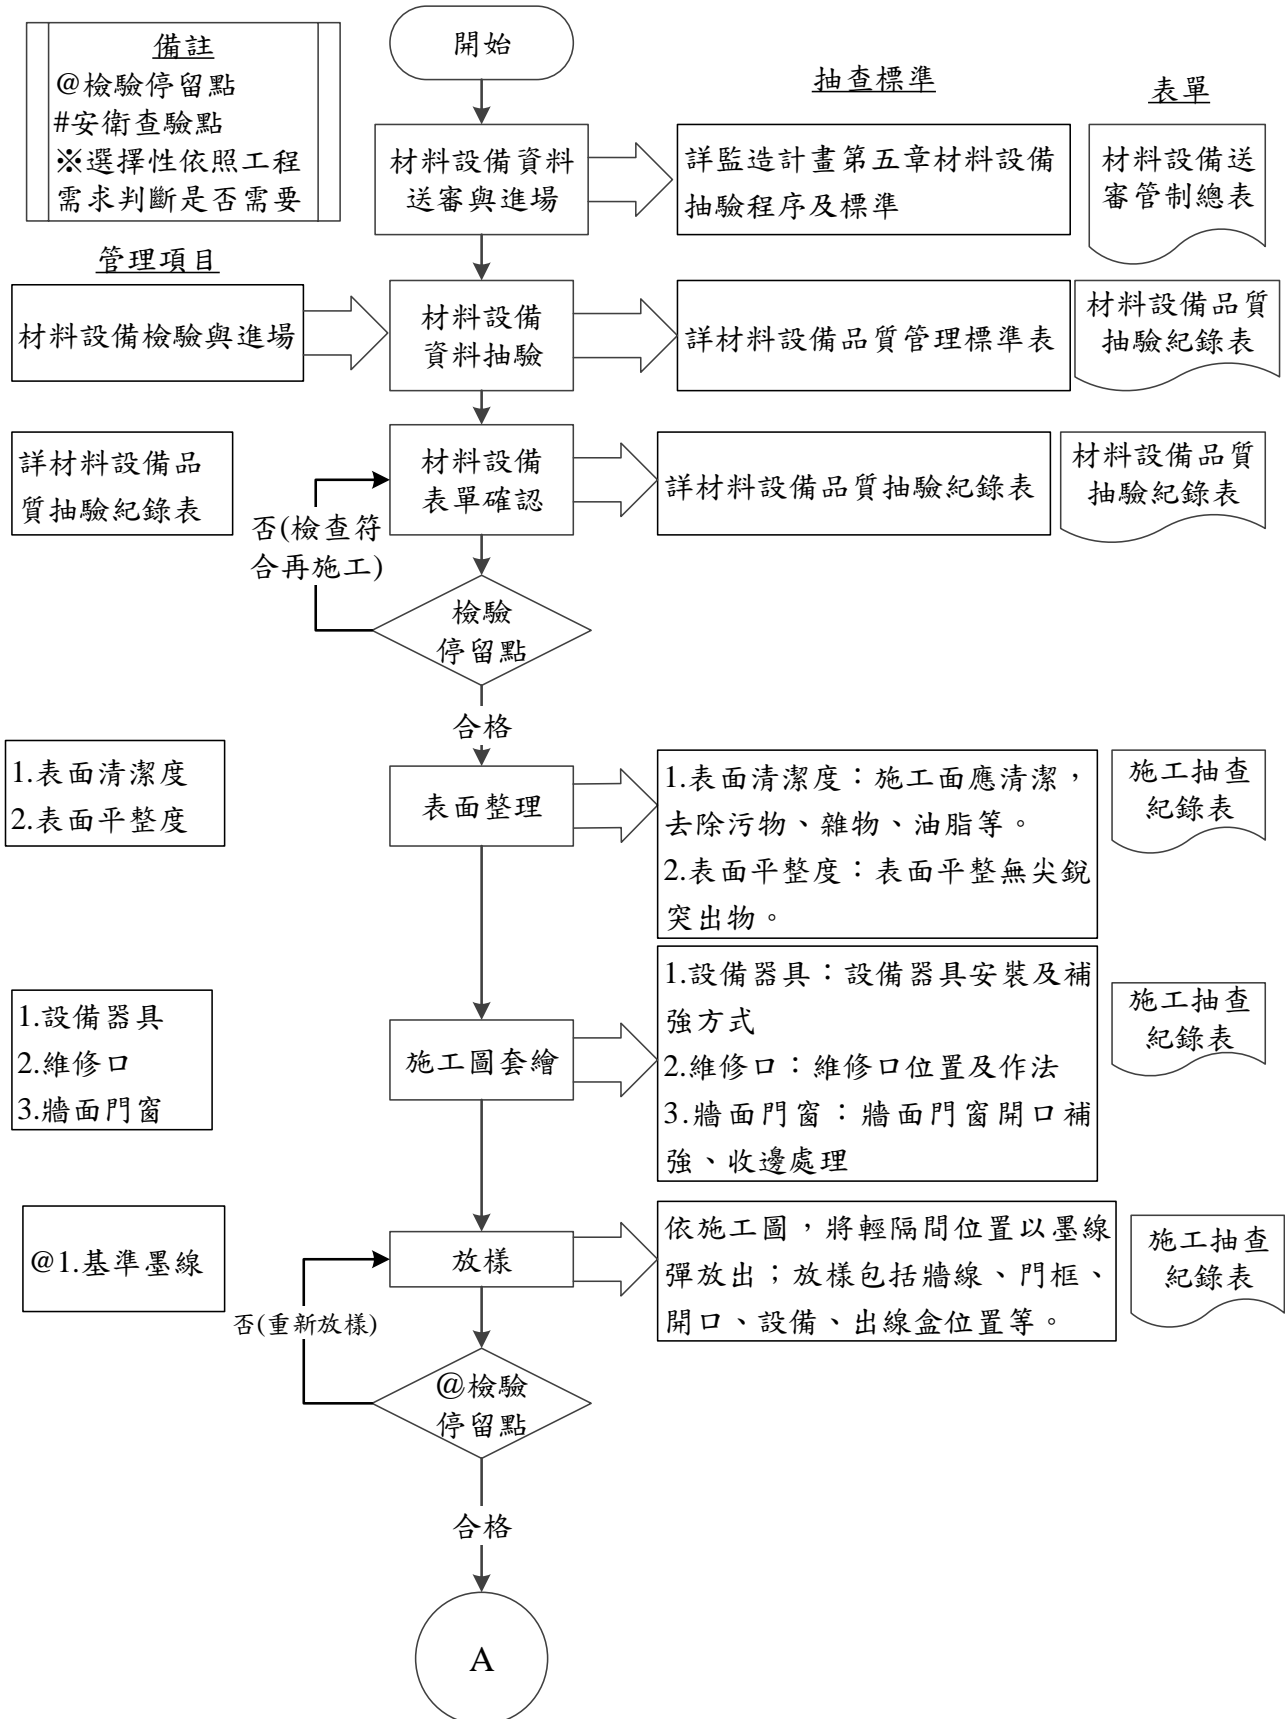 備註
@檢驗停留點
#安衛查驗點
※選擇性依照工程
需求判斷是否需要
開始
抽查標準
表單
材料設備資料
送審與進場
詳監造計畫第五章材料設備
抽驗程序及標準
材料設備送
審管制總表
管理項目
材料設備檢驗與進場
材料設備
資料抽驗
詳材料設備品質管理標準表
材料設備品質
抽驗紀錄表
詳材料設備品
質抽驗紀錄表
材料設備
表單確認
詳材料設備品質抽驗紀錄表
材料設備品質
抽驗紀錄表
否(檢查符
合再施工)
檢驗
停留點
合格
1.表面清潔度
2.表面平整度
表面整理
1.表面清潔度：施工面應清潔，
去除污物、雜物、油脂等。
2.表面平整度：表面平整無尖銳
突出物。
施工抽查
紀錄表
1.設備器具
2.維修口
3.牆面門窗
施工圖套繪
1.設備器具：設備器具安裝及補
強方式
2.維修口：維修口位置及作法
3.牆面門窗：牆面門窗開口補
強、收邊處理
施工抽查
紀錄表
@1.基準墨線
放樣
依施工圖，將輕隔間位置以墨線
彈放出；放樣包括牆線、門框、
開口、設備、出線盒位置等。
施工抽查
紀錄表
否(重新放樣)
@檢驗
停留點
合格
A